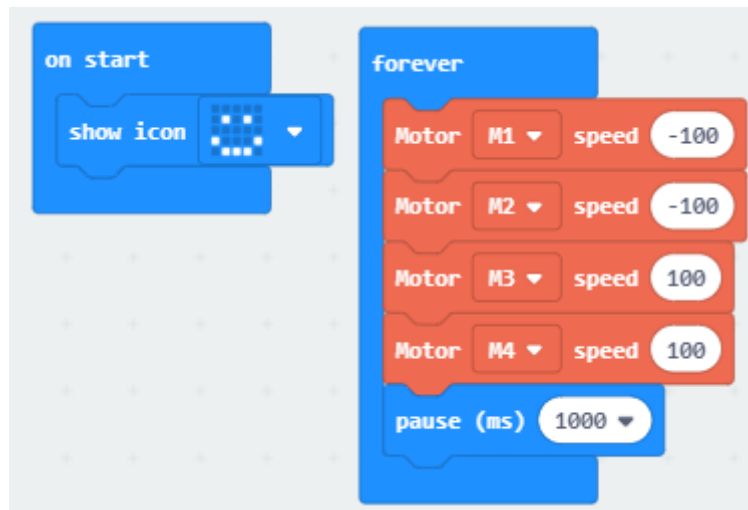 on start
show icon
forever
Motor M1 speed -100
Motor M2 speed -100
Motor M3 speed 100
Motor M4 speed 100
pause (ms) 1000